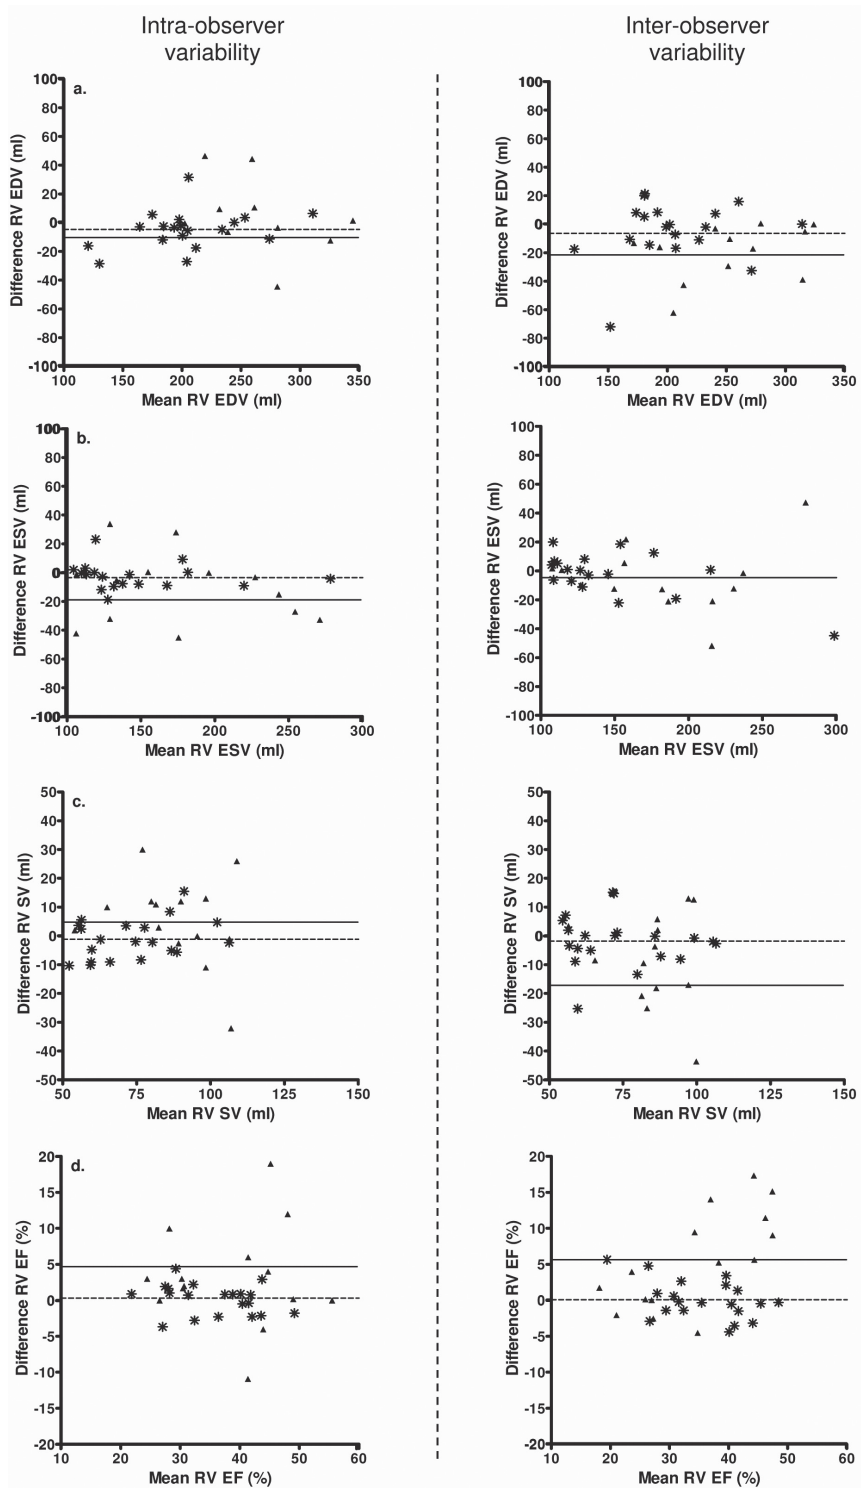 Intra-observer
variability
Inter-observer
variability
a.
Difference RV EDV (ml)
100
80
60
40
20
0
-20
-40
-60
-80
-100
100 150 200 250 300 350
Mean RV EDV (ml)
Difference RV EDV (ml)
100
80
60
40
20
0
-20
-40
-60
-80
-100
100 150 200 250 300 350
Mean RV EDV (ml)
b.
Difference RV ESV (ml)
100
80
60
40
20
0
-20
-40
-60
-80
-100
100 150 200 250 300
Mean RV ESV (ml)
Difference RV ESV (ml)
100
80
60
40
20
0
-20
-40
-60
-80
-100
100 150 200 250 300
Mean RV ESV (ml)
c.
Difference RV SV (ml)
50
40
30
20
10
0
-10
-20
-30
-40
-50
50 75 100 125 150
Mean RV SV (ml)
Difference RV SV (ml)
50
40
30
20
10
0
-10
-20
-30
-40
-50
50 75 100 125 150
Mean RV SV (ml)
d.
Difference RV EF (%)
20
15
10
5
0
-5
-10
-15
-20
10 20 30 40 50 60
Mean RV EF (%)
Difference RV EF (%)
20
15
10
5
0
-5
-10
-15
-20
10 20 30 40 50 60
Mean RV EF (%)